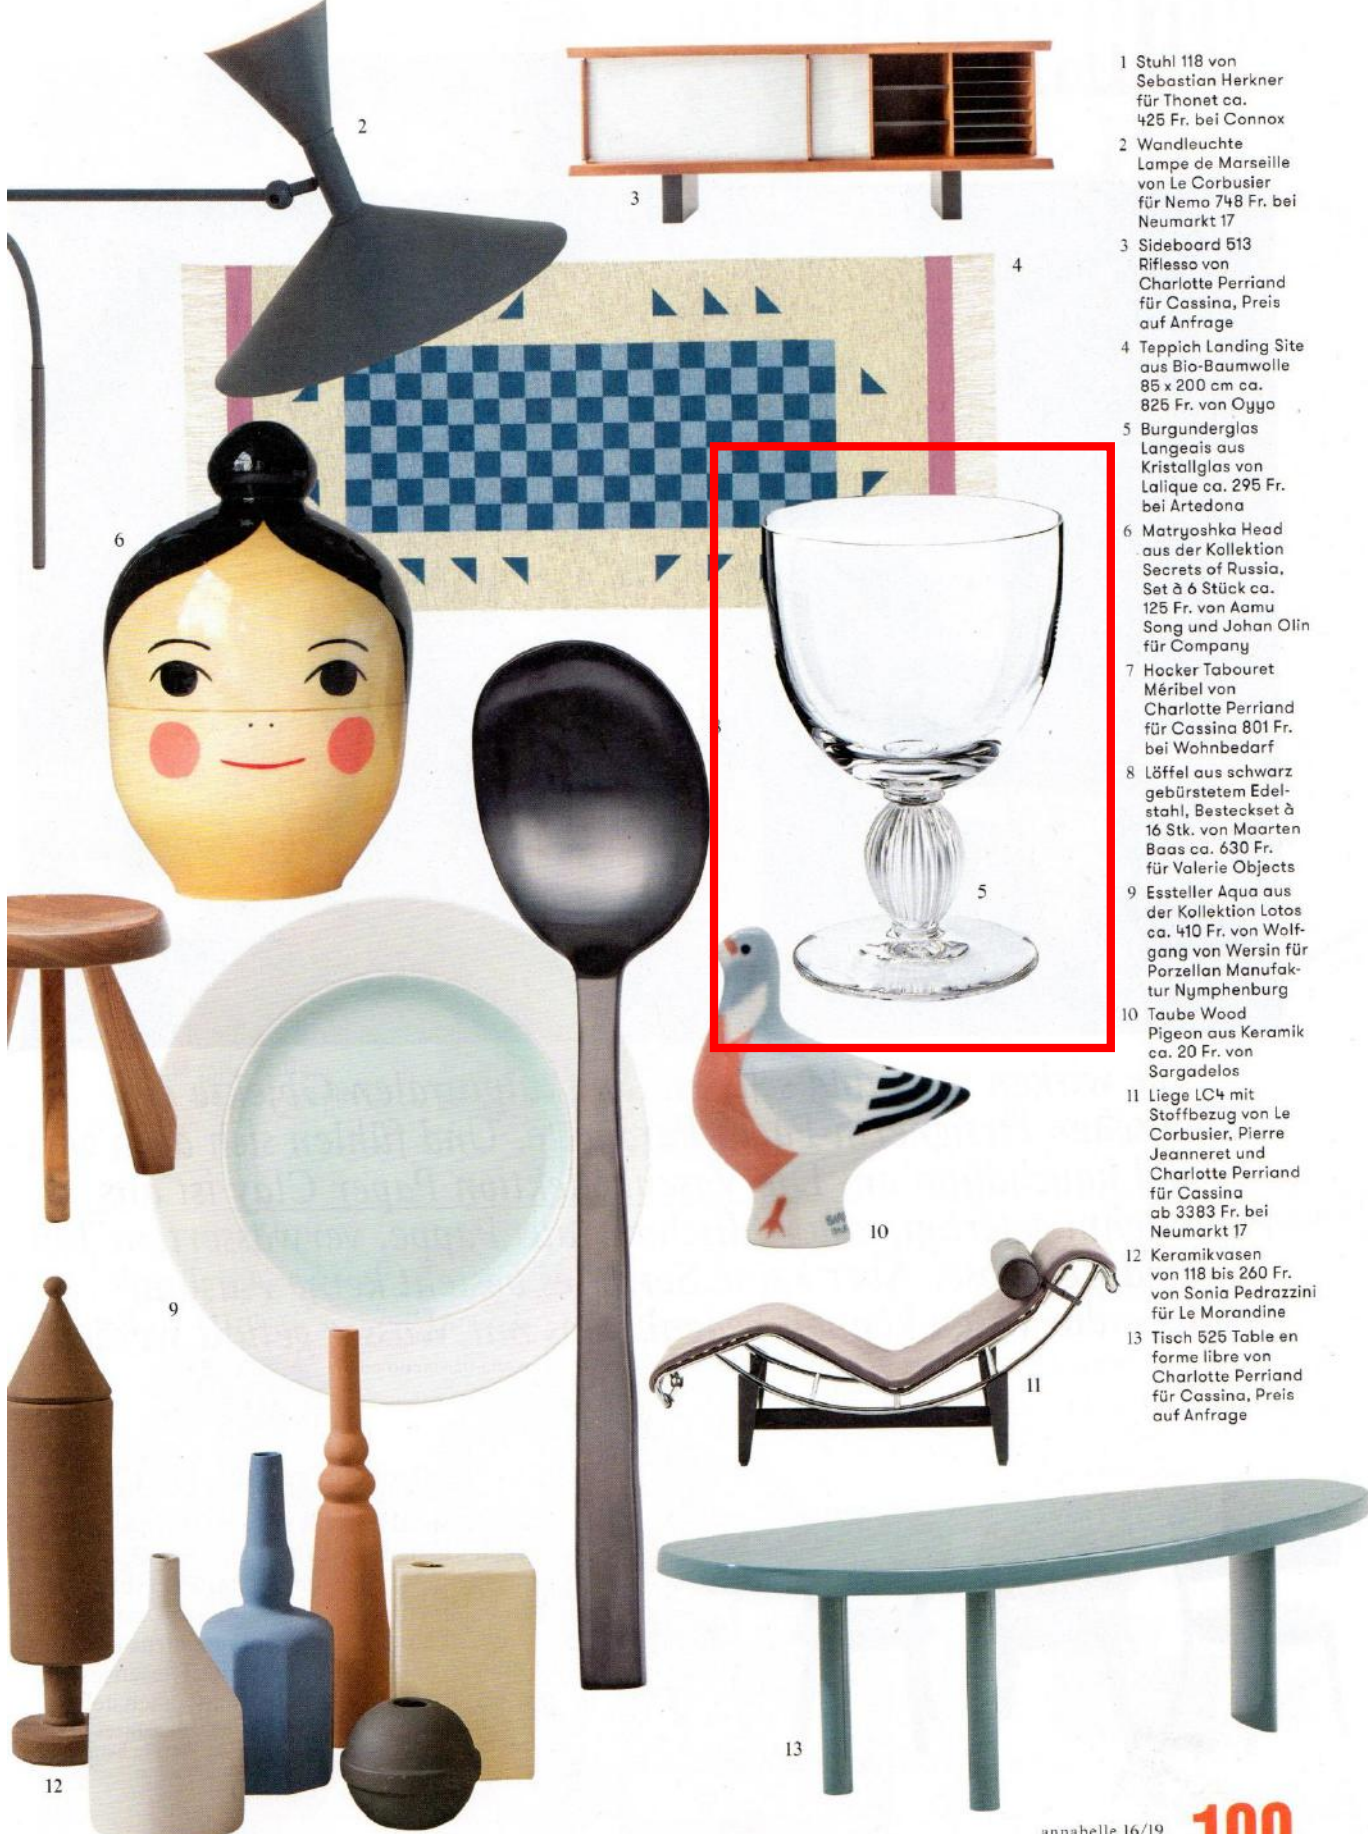 2
3
4
6
5
10
9
11
12
13
1 Stuhl 118 von
Sebastian Herkner
für Thonet ca.
425 Fr. bei Connox
2 Wandleuchte
Lampe de Marseille
von Le Corbusier
für Nemo 748 Fr. bei
Neumarkt 17
3 Sideboard 513
Riflesso von
Charlotte Perriand
für Cassina, Preis
auf Anfrage
4 Teppich Landing Site
aus Bio-Baumwolle
85 x 200 cm ca.
825 Fr. von Oyyo
5 Burgunderglas
Langeais aus
Kristallglas von
Lalique ca. 295 Fr.
bei Artedona
6 Matryoshka Head
aus der Kollektion
Secrets of Russia,
Set à 6 Stück ca.
125 Fr. von Aamu
Song und Johan Olin
für Company
7 Hocker Tabouret
Méribel von
Charlotte Perriand
für Cassina 801 Fr.
bei Wohnbedarf
8 Löffel aus schwarz
gebürstetem Edel-
stahl, Besteckset à
16 Stk. von Maarten
Baas ca. 630 Fr.
für Valerie Objects
9 Essteller Aqua aus
der Kollektion Lotos
ca. 410 Fr. von Wolf-
gang von Wersin für
Porzellan Manufak-
tur Nymphenburg
10 Taube Wood
Pigeon aus Keramik
ca. 20 Fr. von
Sargadelos
11 Liege LC4 mit
Stoffbezug von Le
Corbusier, Pierre
Jeanneret und
Charlotte Perriand
für Cassina
ab 3383 Fr. bei
Neumarkt 17
12 Keramikvasen
von 118 bis 260 Fr.
von Sonia Pedrazzini
für Le Morandine
13 Tisch 525 Table en
forme libre von
Charlotte Perriand
für Cassina, Preis
auf Anfrage
annabelle 16/19
100